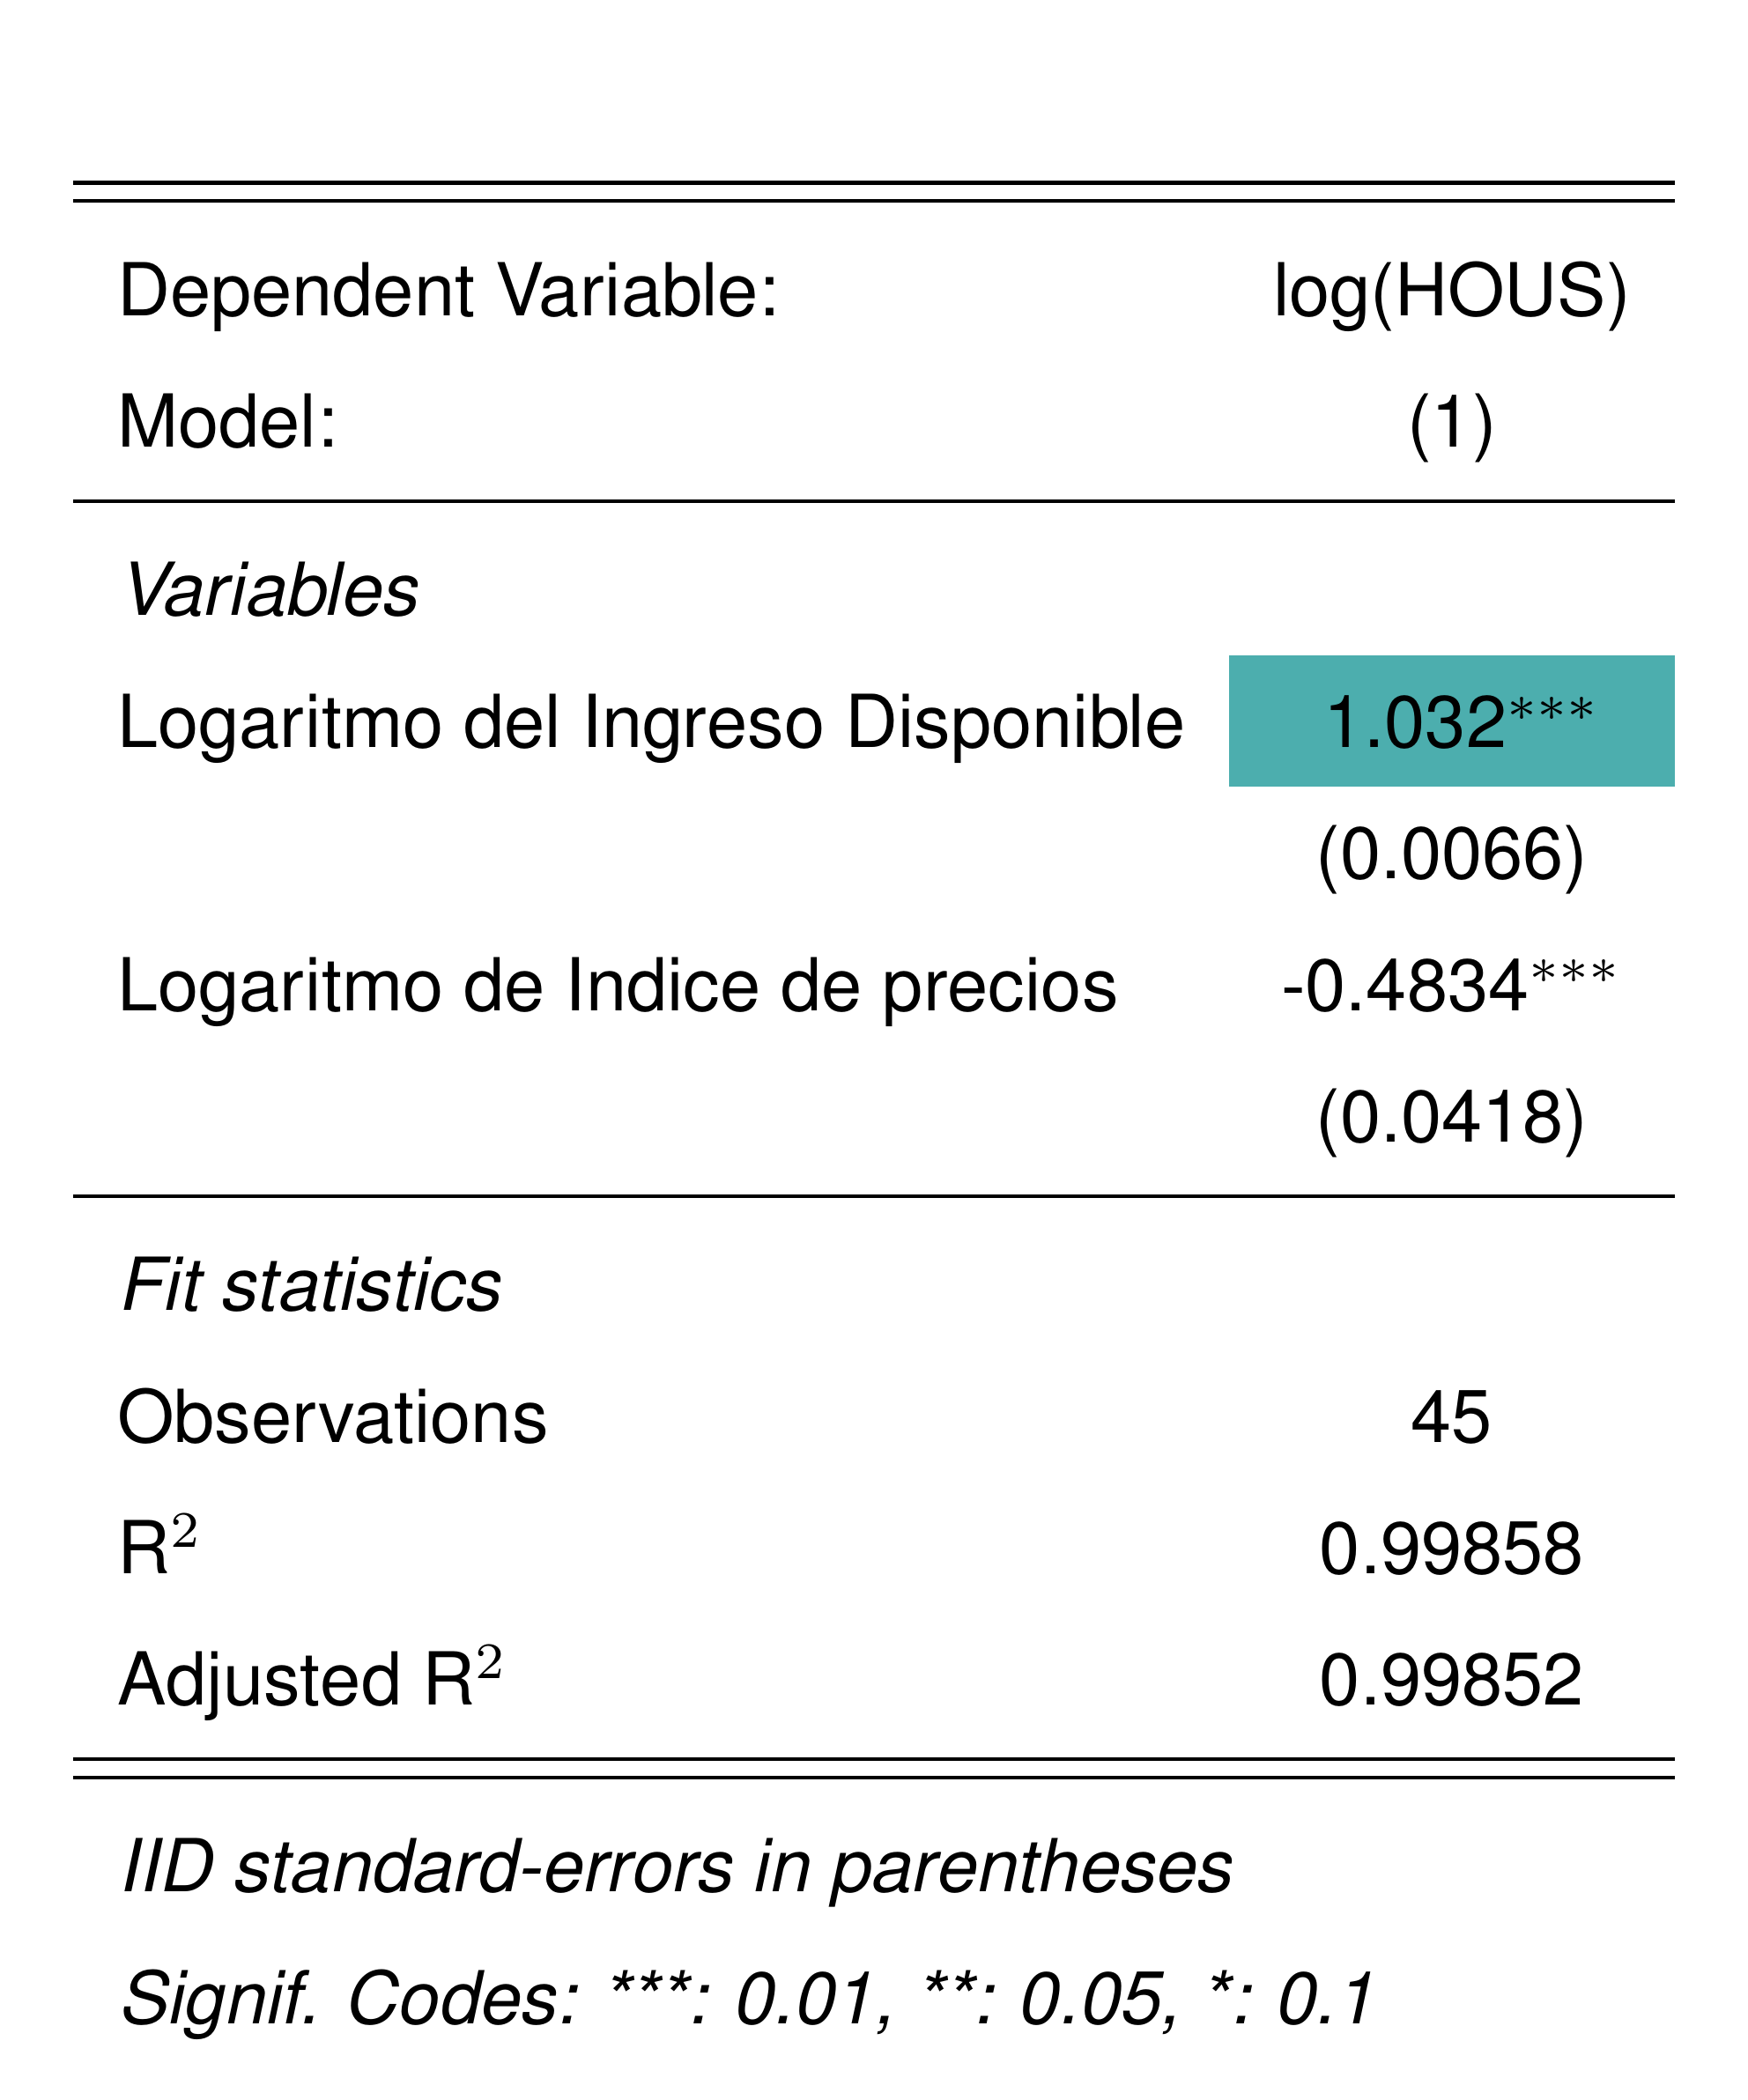 Dependent Variable: log(HOUS)
Model: (1)
Variables
Logaritmo del Ingreso Disponible 1.032***
(0.0066)
Logaritmo de Indice de precios -0.4834***
(0.0418)
Fit statistics
Observations 45
R² 0.99858
Adjusted R² 0.99852
IID standard-errors in parentheses
Signif. Codes: ***: 0.01, **: 0.05, *: 0.1